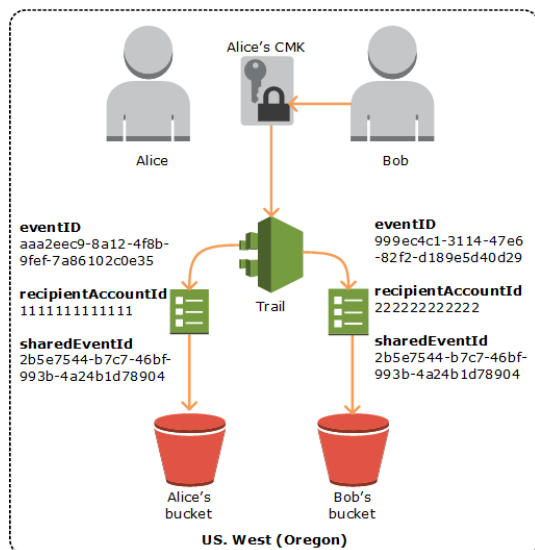 Alice's CMK
Alice
Bob
eventID
aaa2eec9-8a12-4f8b-
9fef-7a86102c0e35
recipientAccountId
1111111111111
sharedEventId
2b5e7544-b7c7-46bf-
993b-4a24b1d78904
Trail
eventID
999ec4c1-3114-47e6
-82f2-d189e5d40d29
recipientAccountId
222222222222
sharedEventId
2b5e7544-b7c7-46bf-
993b-4a24b1d78904
Alice's
bucket
Bob's
bucket
US. West (Oregon)